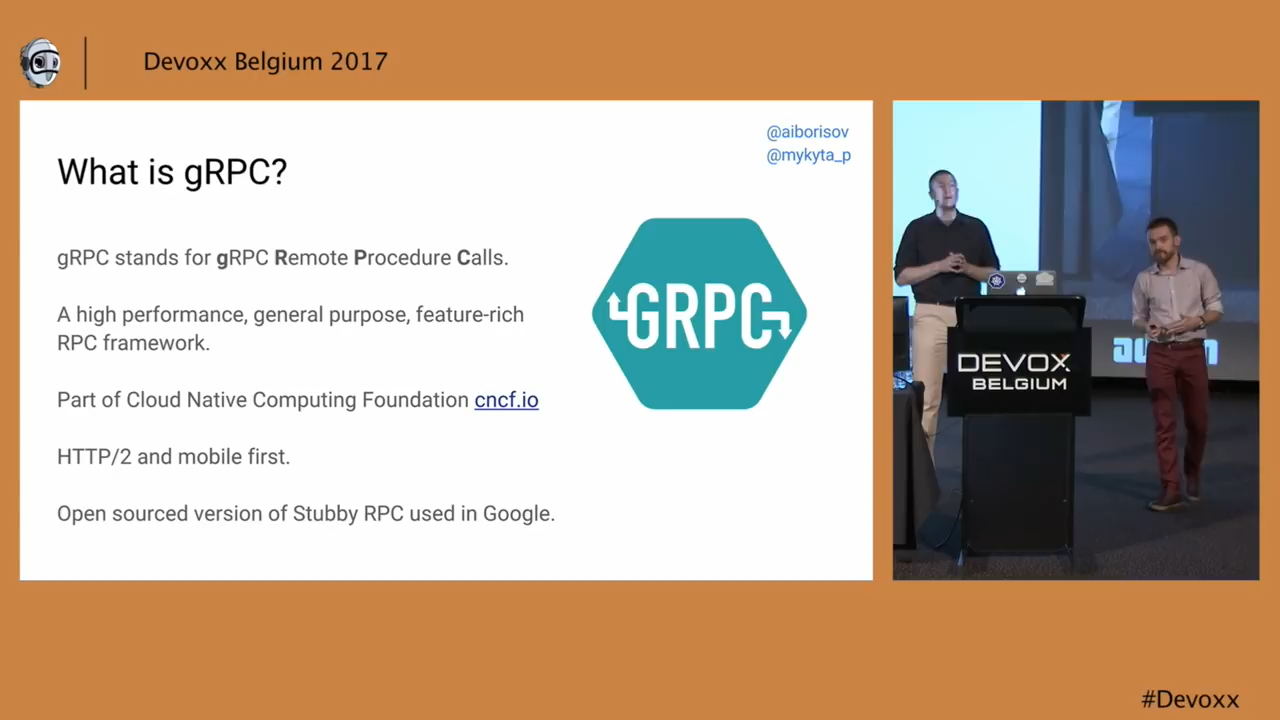 Devoxx Belgium 2017
@aiborisov
@mykyta_p
What is gRPC?
gRPC stands for gRPC Remote Procedure Calls.
A high performance, general purpose, feature-rich
RPC framework.
Part of Cloud Native Computing Foundation cncf.io
HTTP/2 and mobile first.
Open sourced version of Stubby RPC used in Google.
GRPC
DEVOXX
BELGIUM
#Devoxx